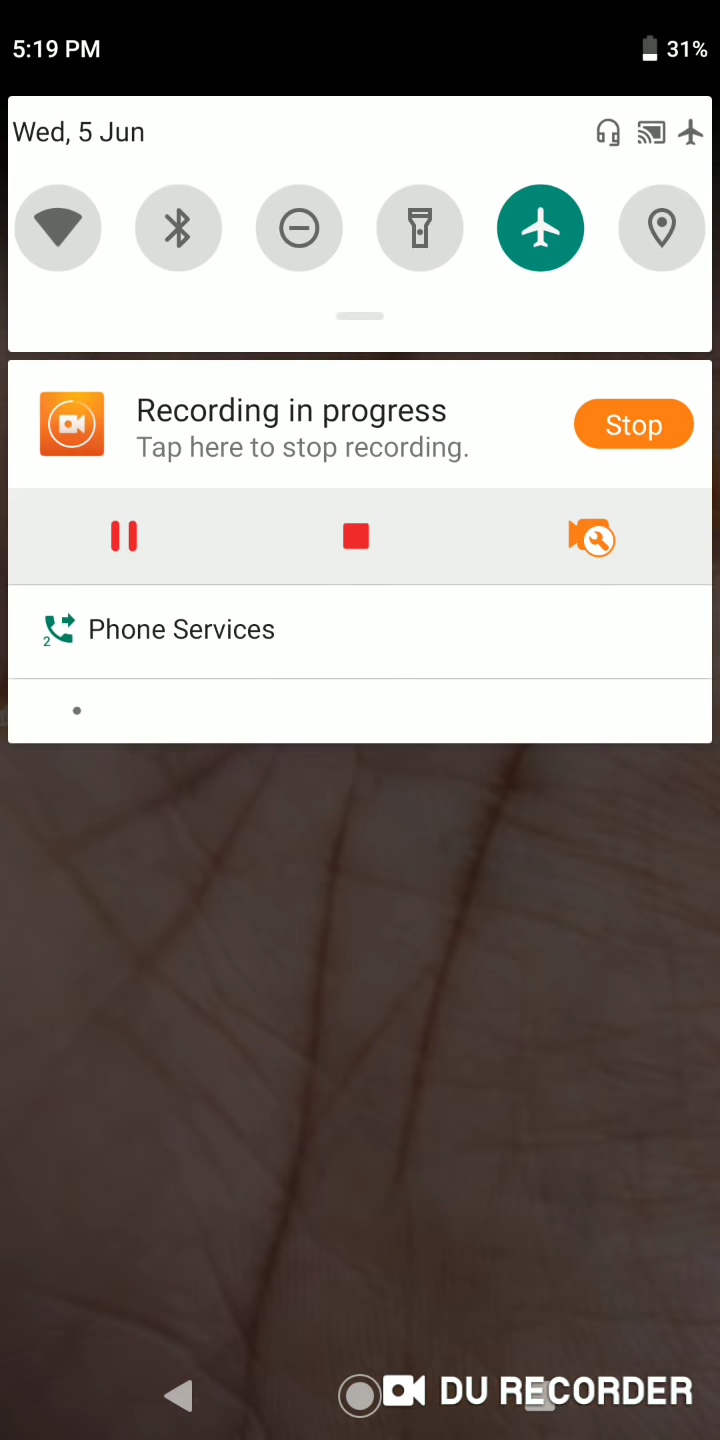 5:19 PM
31%
Wed, 5 Jun
Recording in progress
Tap here to stop recording.
Stop
2
Phone Services
DU RECORDER